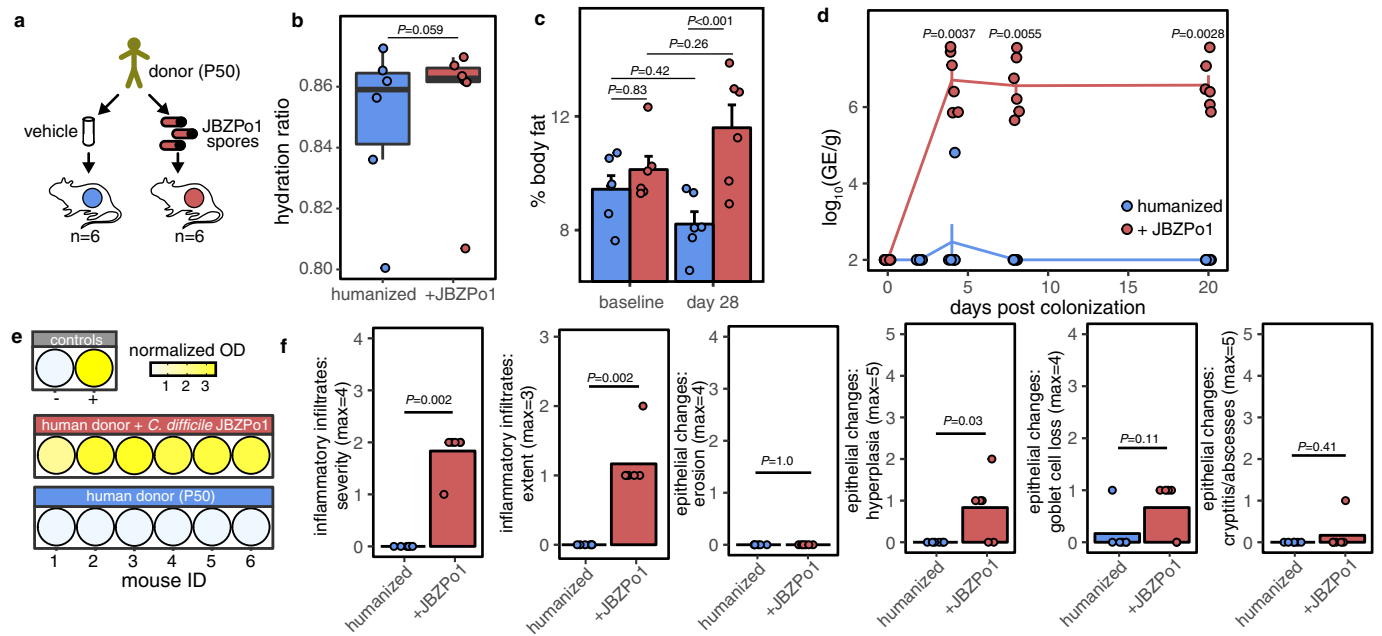 a
donor (P50)
vehicle
JBZPo1
spores
n=6
n=6
b
hydration ratio
0.86
0.84
0.82
0.80
P=0.059
humanized
+JBZPo1
c
% body fat
12
8
P<0.001
P=0.26
P=0.42
P=0.83
baseline
day 28
d
log10(GE/g)
6
4
2
P=0.0037
P=0.0055
P=0.0028
humanized
+ JBZPo1
0
5
10
15
20
days post colonization
e
controls
-
+
normalized OD
1 2 3
human donor + C. difficile JBZPo1
human donor (P50)
1 2 3 4 5 6
mouse ID
f
inflammatory infiltrates:
severity (max=4)
4
3
2
1
0
P=0.002
humanized
+JBZPo1
inflammatory infiltrates:
extent (max=3)
3
2
1
0
P=0.002
humanized
+JBZPo1
epithelial changes:
erosion (max=4)
4
3
2
1
0
P=1.0
humanized
+JBZPo1
epithelial changes:
hyperplasia (max=5)
5
4
3
2
1
0
P=0.03
humanized
+JBZPo1
epithelial changes:
goblet cell loss (max=4)
4
3
2
1
0
P=0.11
humanized
+JBZPo1
epithelial changes:
cryptitis/abscesses (max=5)
5
4
3
2
1
0
P=0.41
humanized
+JBZPo1